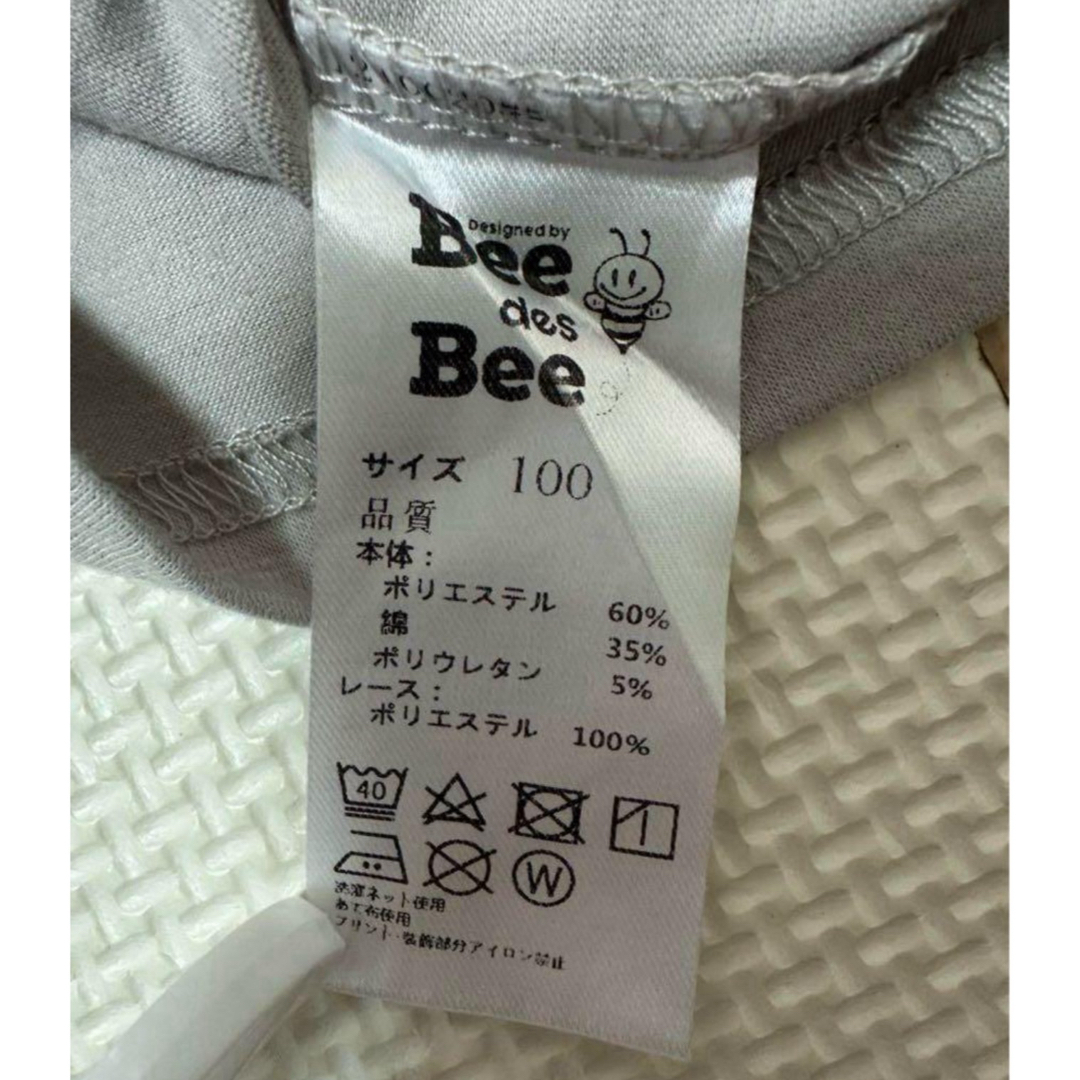 Bee
Designed by
des
Bee
サイズ 100
品質
本体：
ポリエステル 60%
綿 35%
ポリウレタン 5%
レース：
ポリエステル 100%
40
W
洗濯ネット使用
あて布使用
プリント・装飾部分アイロン禁止